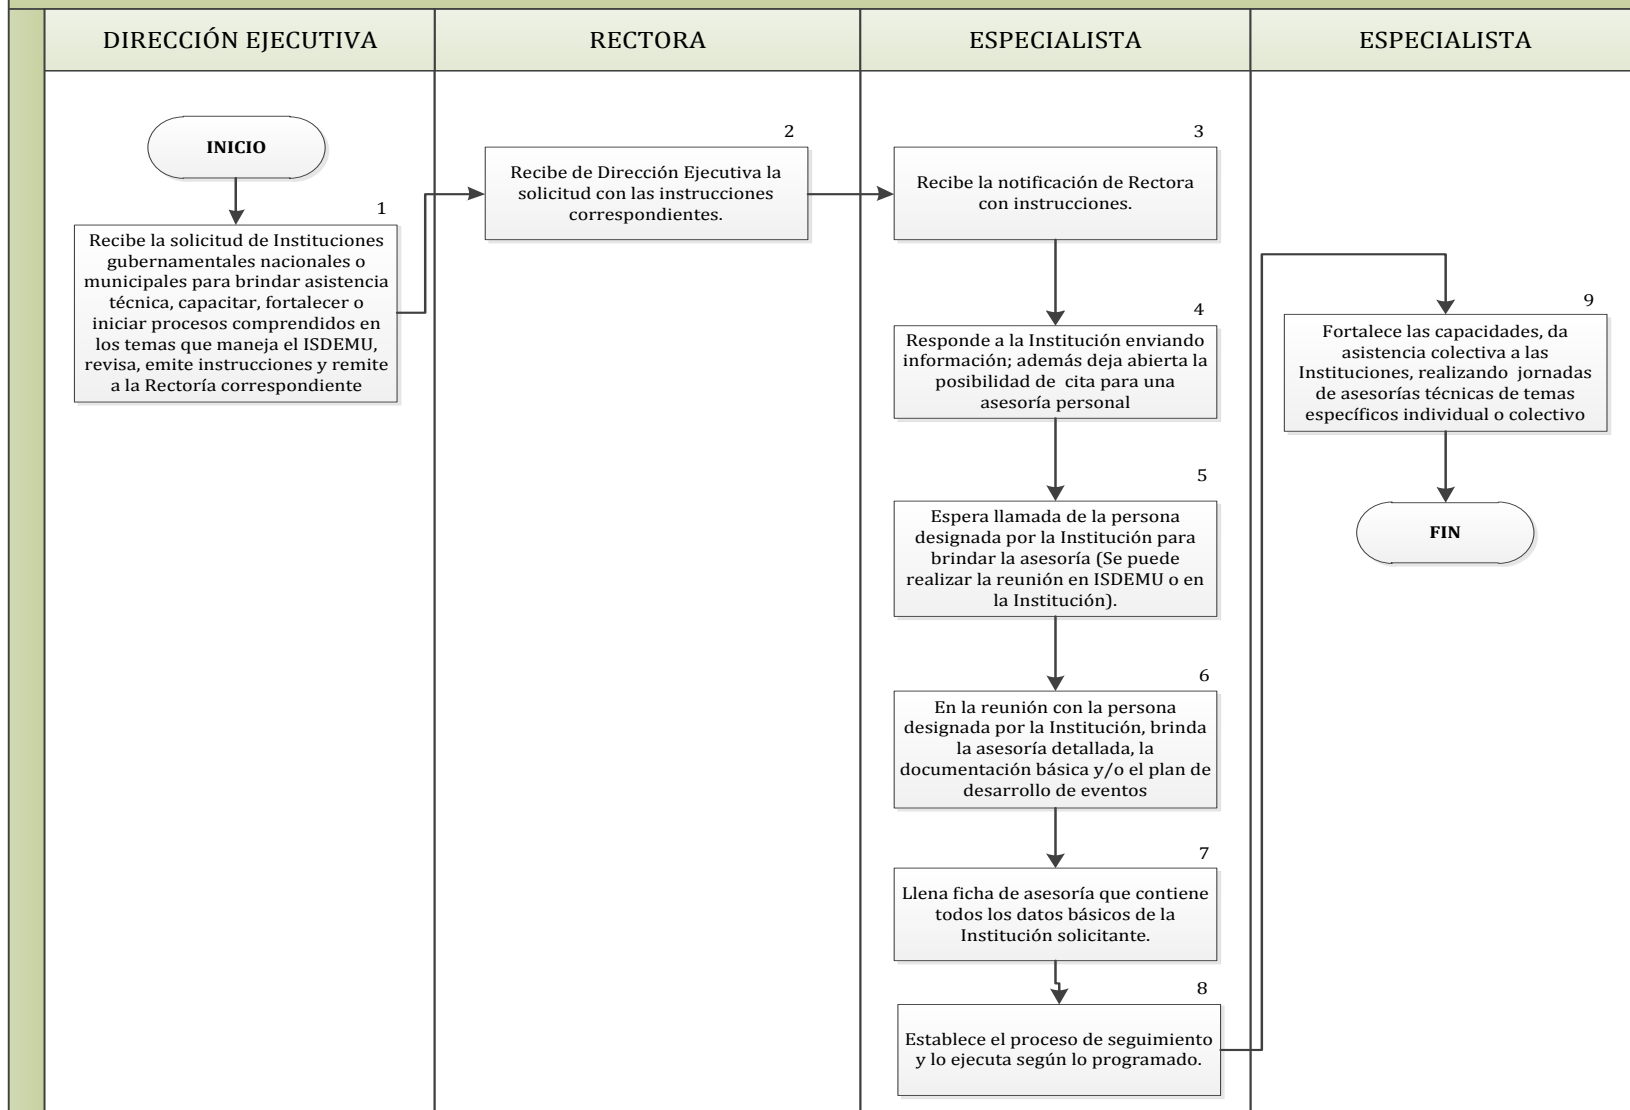 DIRECCIÓN EJECUTIVA
RECTORA
ESPECIALISTA
ESPECIALISTA
INICIO
1
Recibe la solicitud de Instituciones
gubernamentales nacionales o
municipales para brindar asistencia
técnica, capacitar, fortalecer o
iniciar procesos comprendidos en
los temas que maneja el ISDEMU,
revisa, emite instrucciones y remite
a la Rectoría correspondiente
2
Recibe de Dirección Ejecutiva la
solicitud con las instrucciones
correspondientes.
3
Recibe la notificación de Rectora
con instrucciones.
4
Responde a la Institución enviando
información; además deja abierta la
posibilidad de  cita para una
asesoría personal
5
Espera llamada de la persona
designada por la Institución para
brindar la asesoría (Se puede
realizar la reunión en ISDEMU o en
la Institución).
6
En la reunión con la persona
designada por la Institución, brinda
la asesoría detallada, la
documentación básica y/o el plan de
desarrollo de eventos
7
Llena ficha de asesoría que contiene
todos los datos básicos de la
Institución solicitante.
8
Establece el proceso de seguimiento
y lo ejecuta según lo programado.
9
Fortalece las capacidades, da
asistencia colectiva a las
Instituciones, realizando  jornadas
de asesorías técnicas de temas
específicos individual o colectivo
FIN